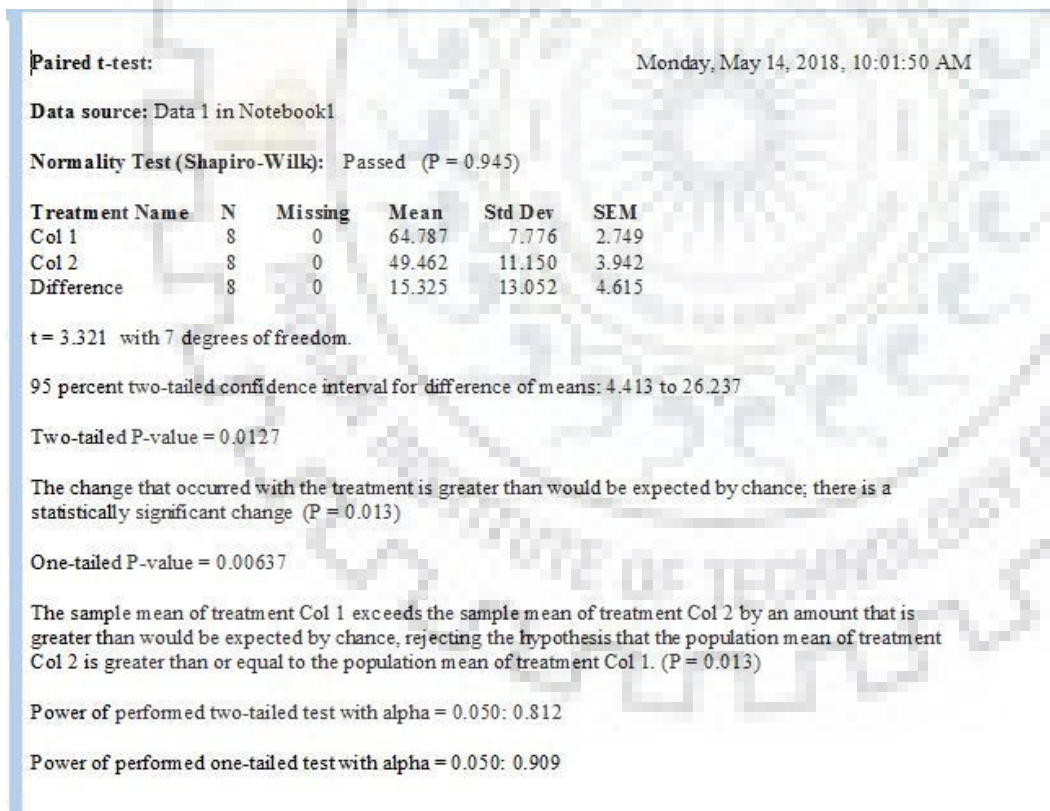 Paired t-test: Monday, May 14, 2018, 10:01:50 AM
Data source: Data 1 in Notebook1
Normality Test (Shapiro-Wilk): Passed (P = 0.945)
Treatment Name N Missing Mean Std Dev SEM
Col 1 8 0 64.787 7.776 2.749
Col 2 8 0 49.462 11.150 3.942
Difference 8 0 15.325 13.052 4.615
t = 3.321 with 7 degrees of freedom.
95 percent two-tailed confidence interval for difference of means: 4.413 to 26.237
Two-tailed P-value = 0.0127
The change that occurred with the treatment is greater than would be expected by chance; there is a
statistically significant change (P = 0.013)
One-tailed P-value = 0.00637
The sample mean of treatment Col 1 exceeds the sample mean of treatment Col 2 by an amount that is
greater than would be expected by chance, rejecting the hypothesis that the population mean of treatment
Col 2 is greater than or equal to the population mean of treatment Col 1. (P = 0.013)
Power of performed two-tailed test with alpha = 0.050: 0.812
Power of performed one-tailed test with alpha = 0.050: 0.909